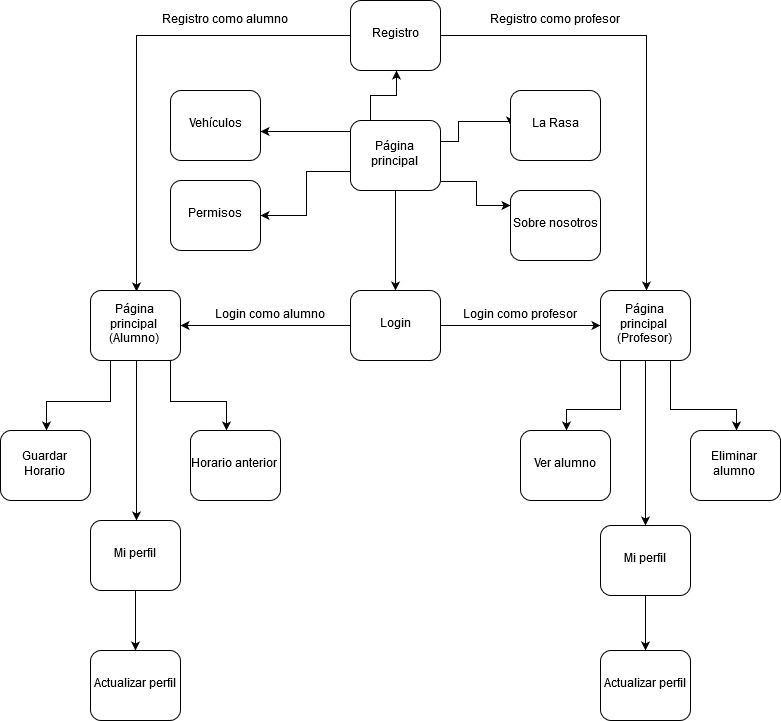 Registro como alumno
Registro
Registro como profesor
Vehículos
Página
principal
La Rasa
Permisos
Sobre nosotros
Página
principal
(Alumno)
Login como alumno
Login
Login como profesor
Página
principal
(Profesor)
Guardar
Horario
Horario anterior
Ver alumno
Eliminar
alumno
Mi perfil
Mi perfil
Actualizar perfil
Actualizar perfil